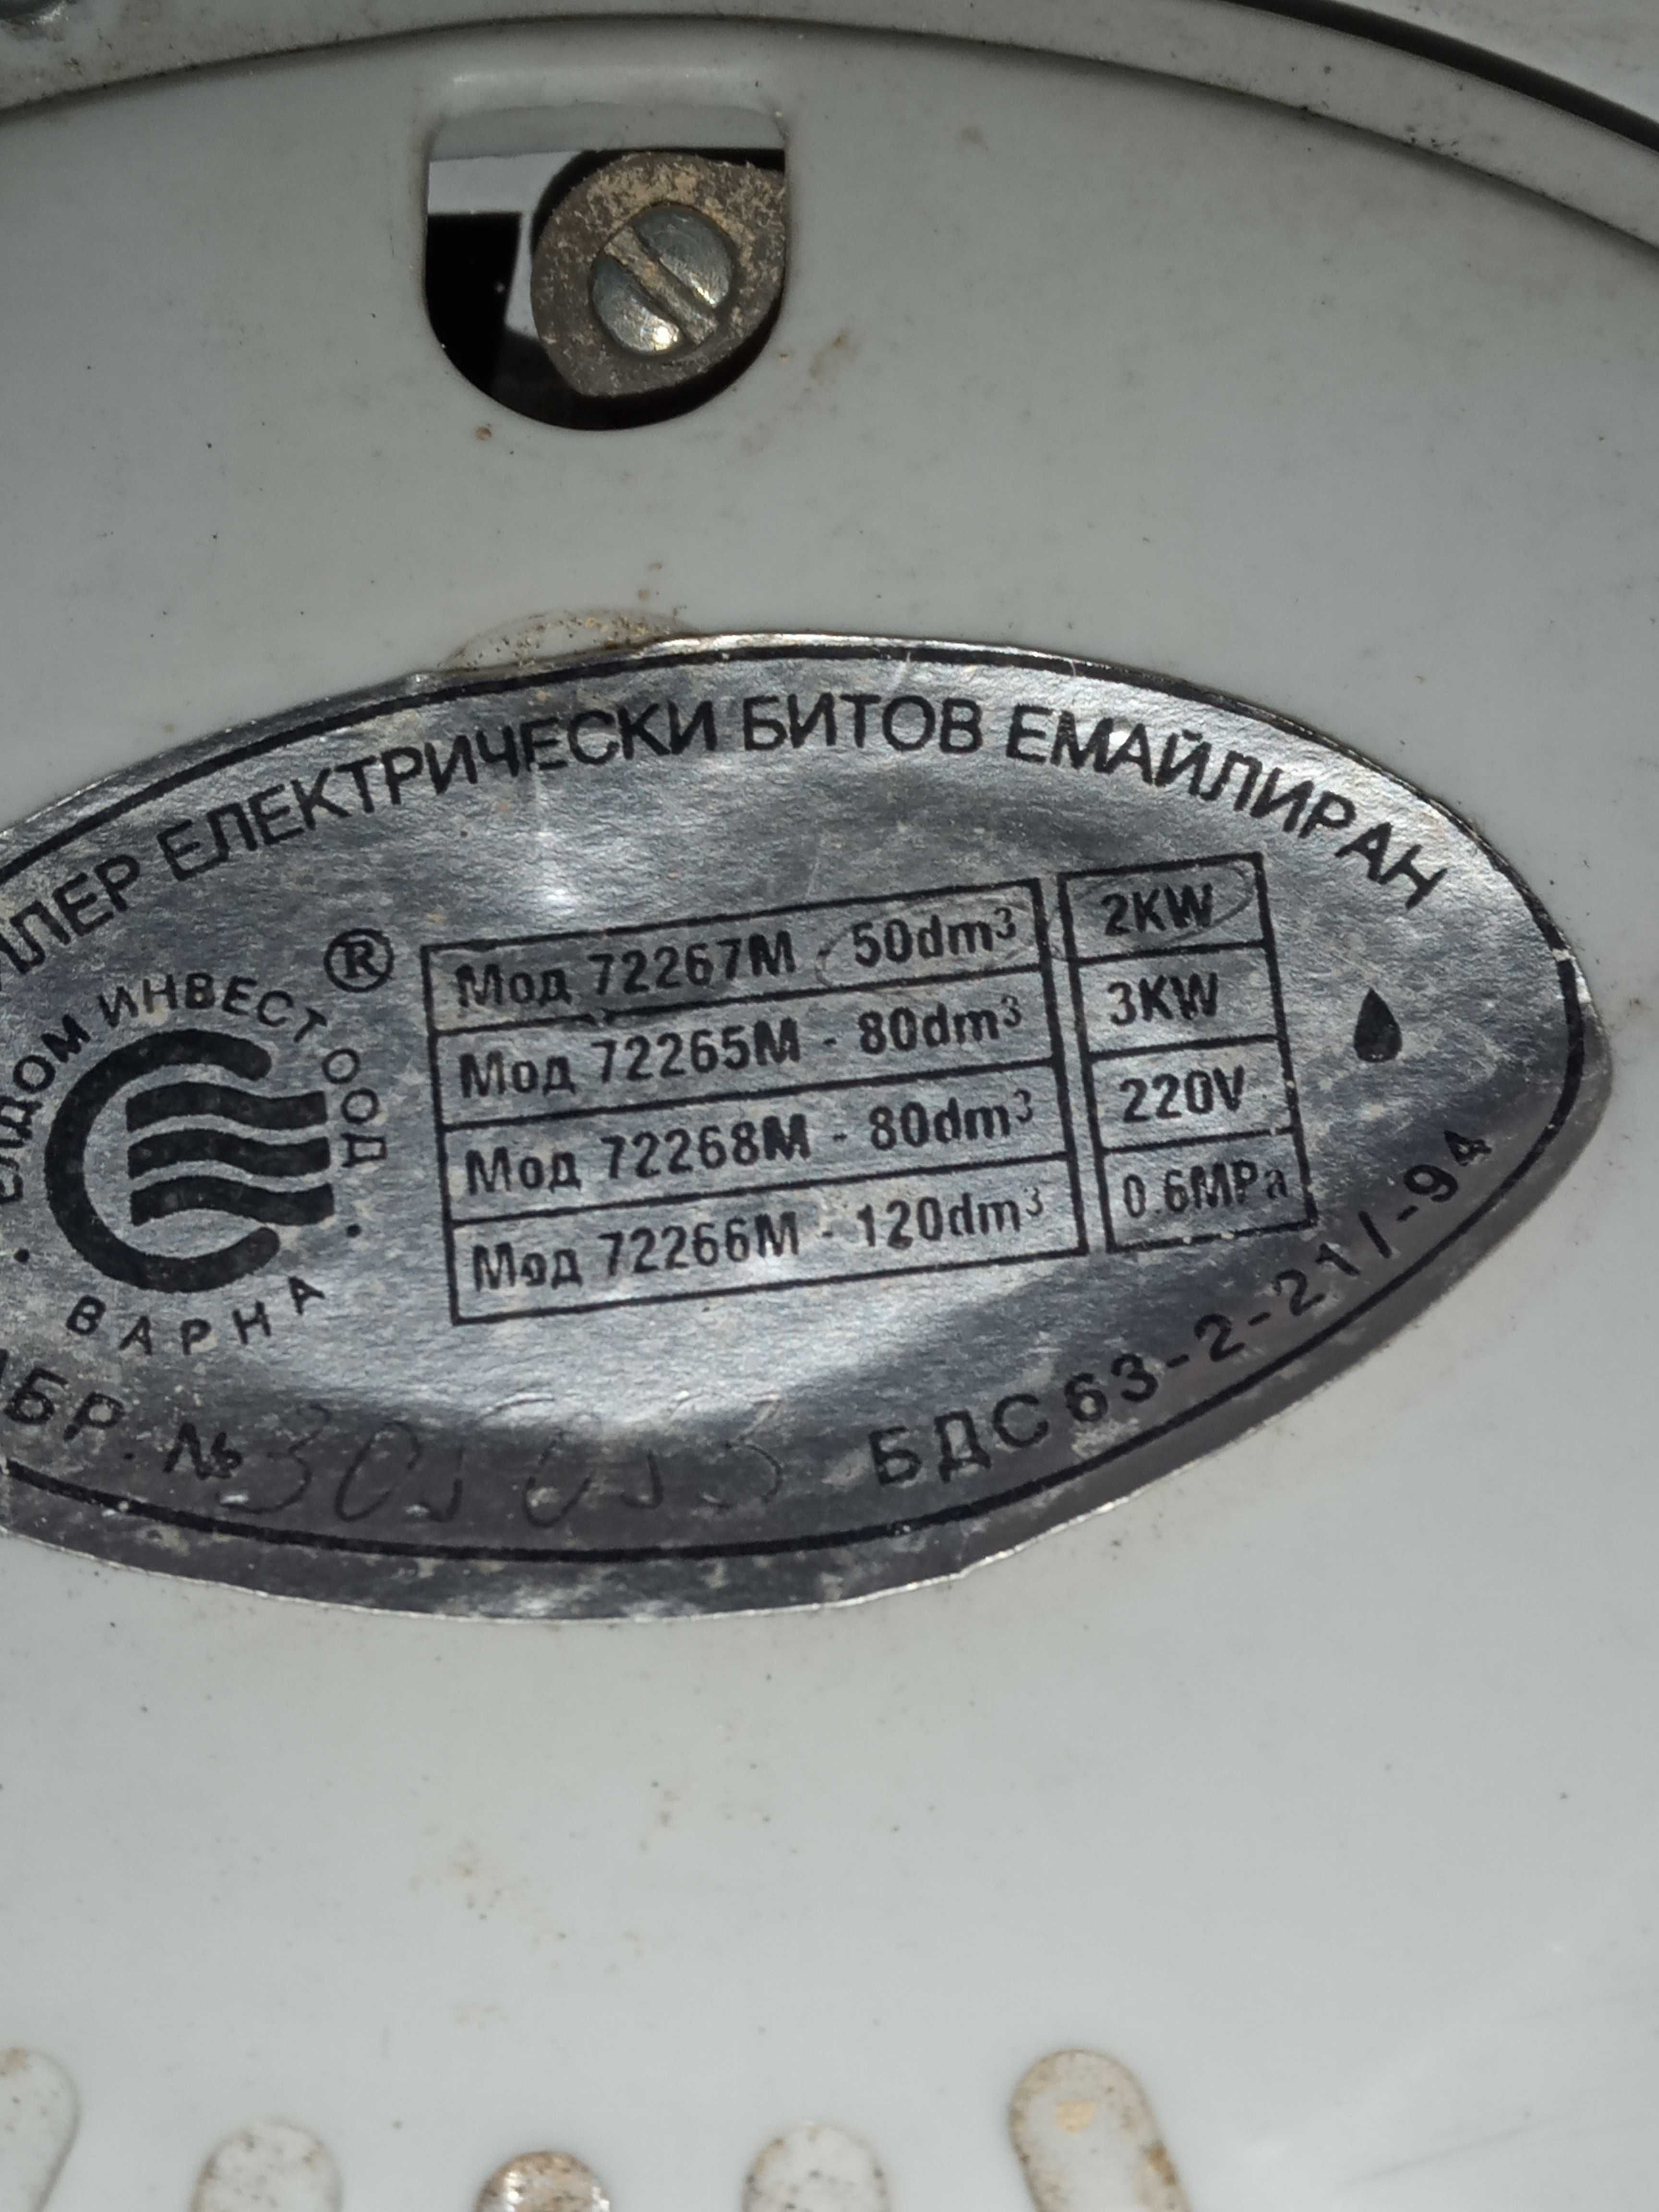 ЛЕР ЕЛЕКТРИЧЕСКИ БИТОВ ЕМАЙЛИРАН
ЕЛДОМ ИНВЕСТ ООД ®
ВАРНА
Мод 72267М - 50dm³
Мод 72265М - 80dm³
Мод 72268М - 80dm³
Мод 72266М - 120dm³
2KW
3KW
220V
0.6MPa
АБР. №
БДС 63-2-21/-94